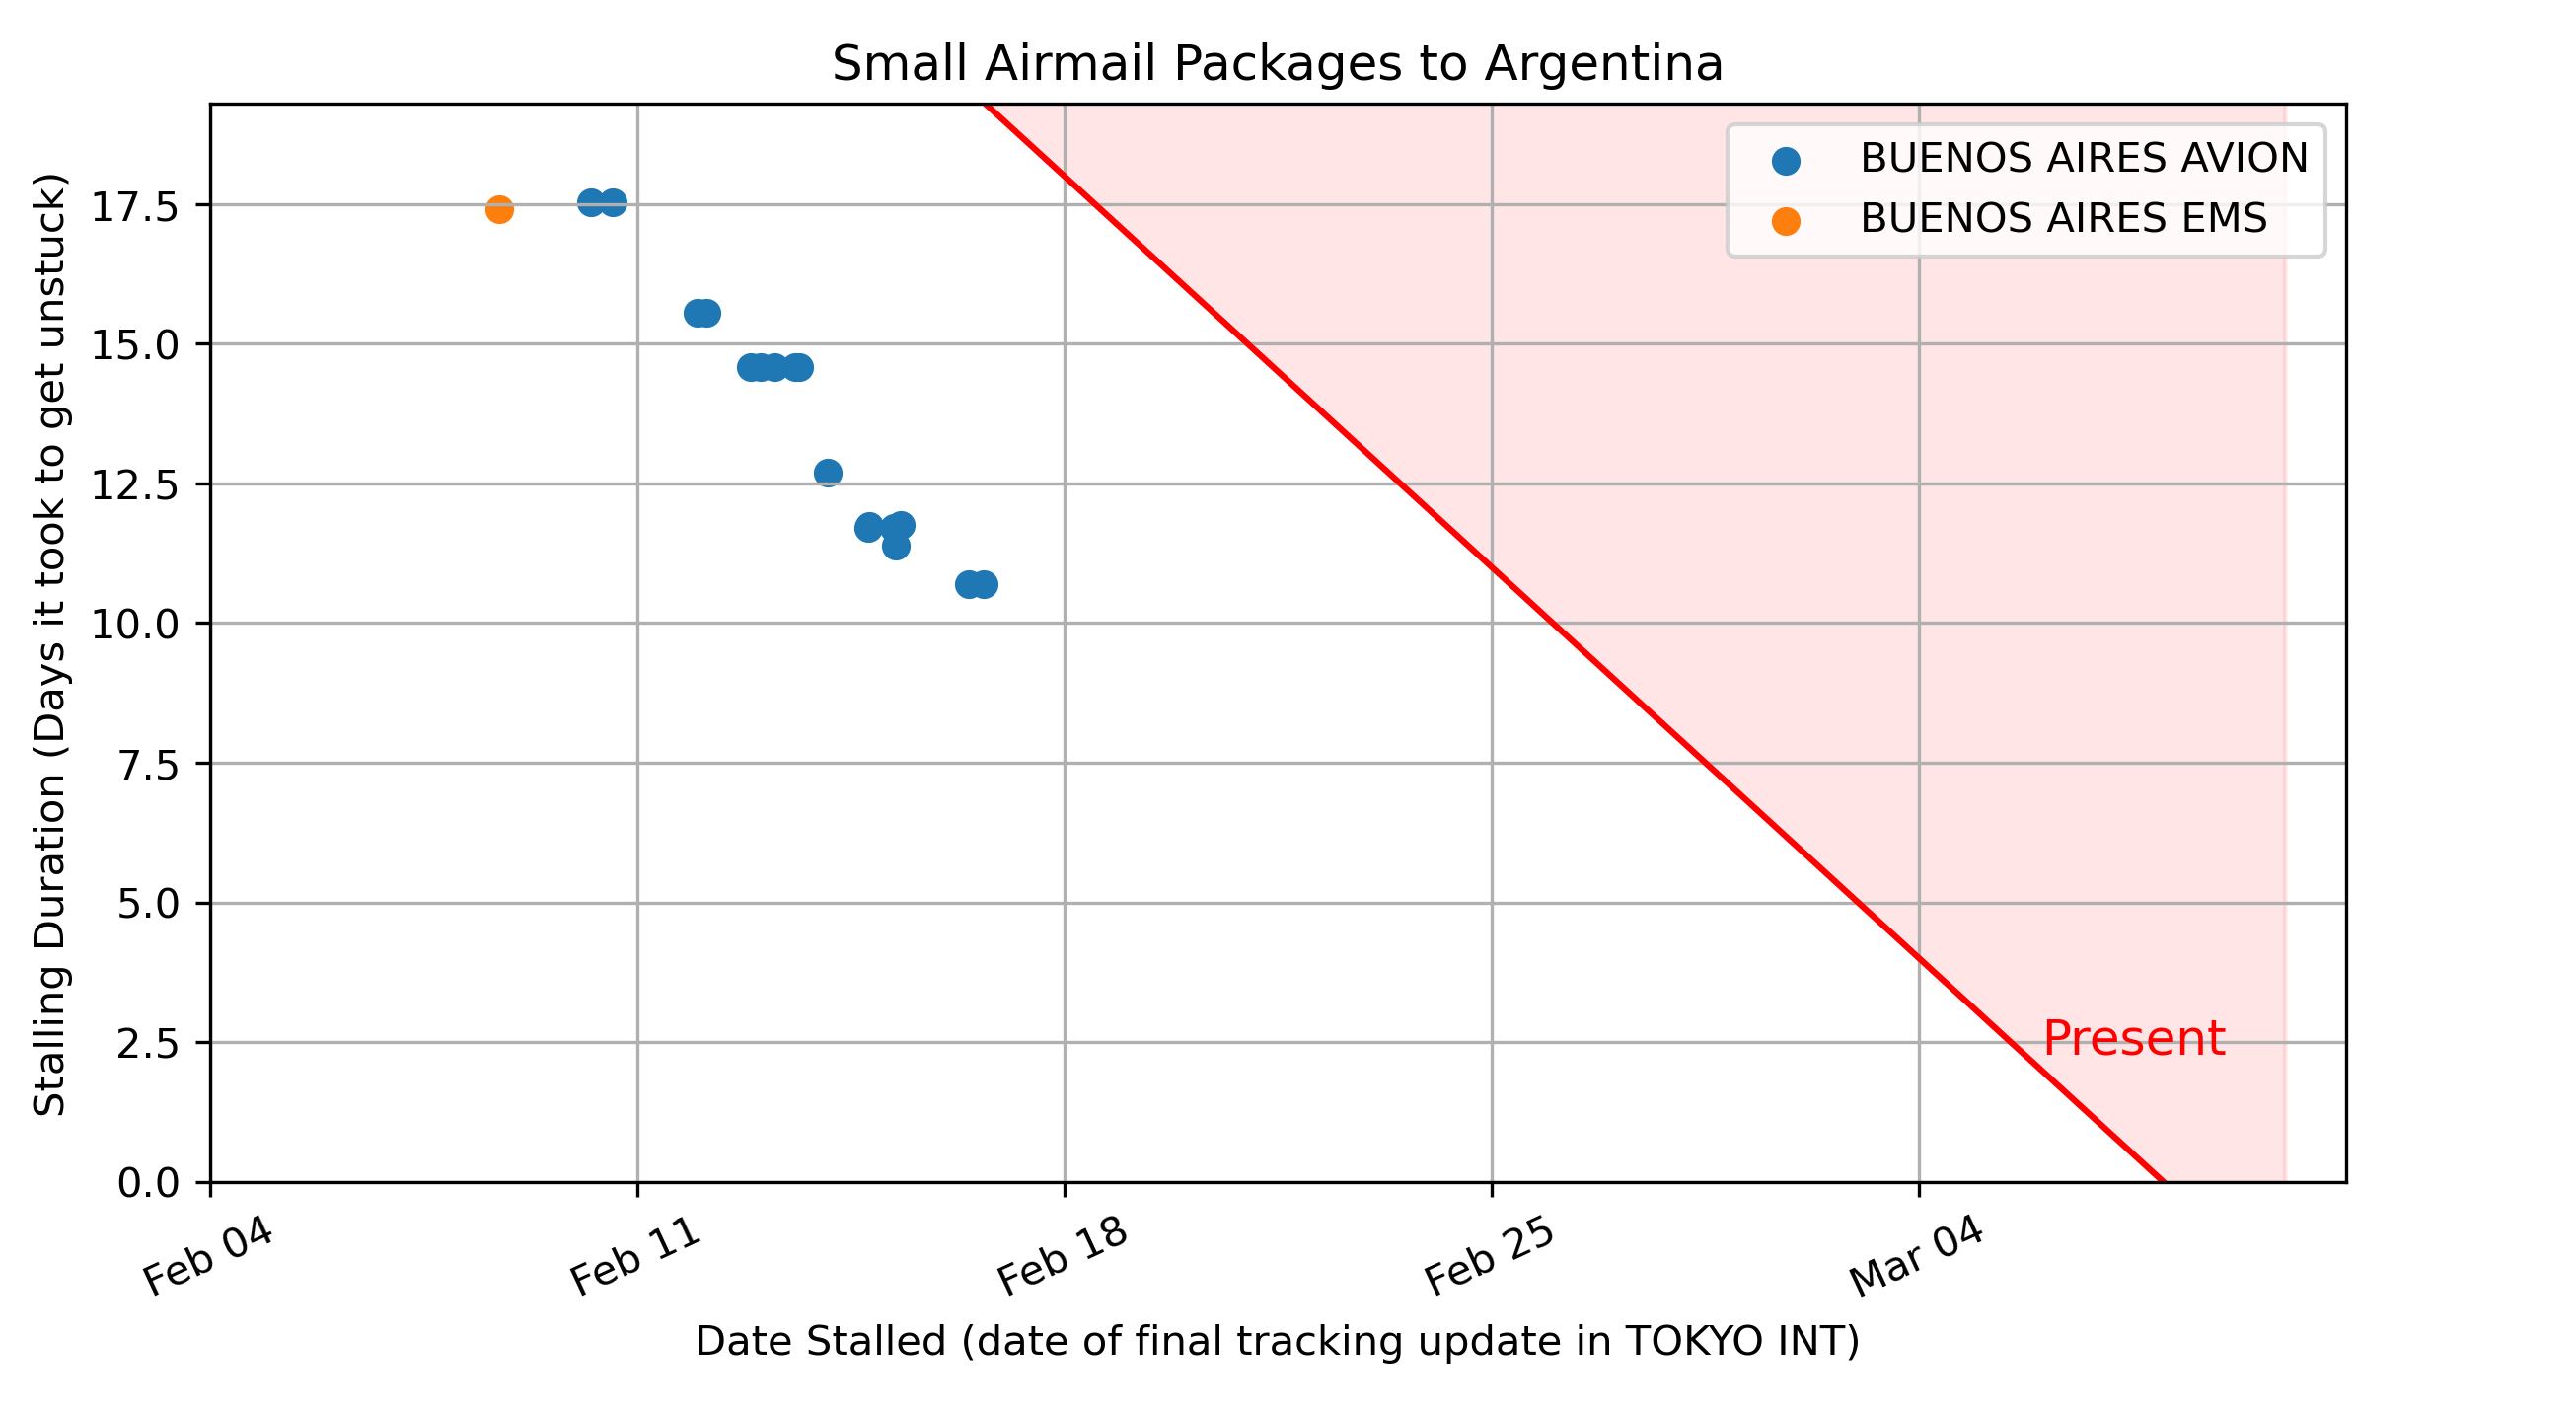 Small Airmail Packages to Argentina
BUENOS AIRES AVION
BUENOS AIRES EMS
Stalling Duration (Days it took to get unstuck)
17.5
15.0
12.5
10.0
7.5
5.0
2.5
0.0
Present
Feb 04
Feb 11
Feb 18
Feb 25
Mar 04
Date Stalled (date of final tracking update in TOKYO INT)